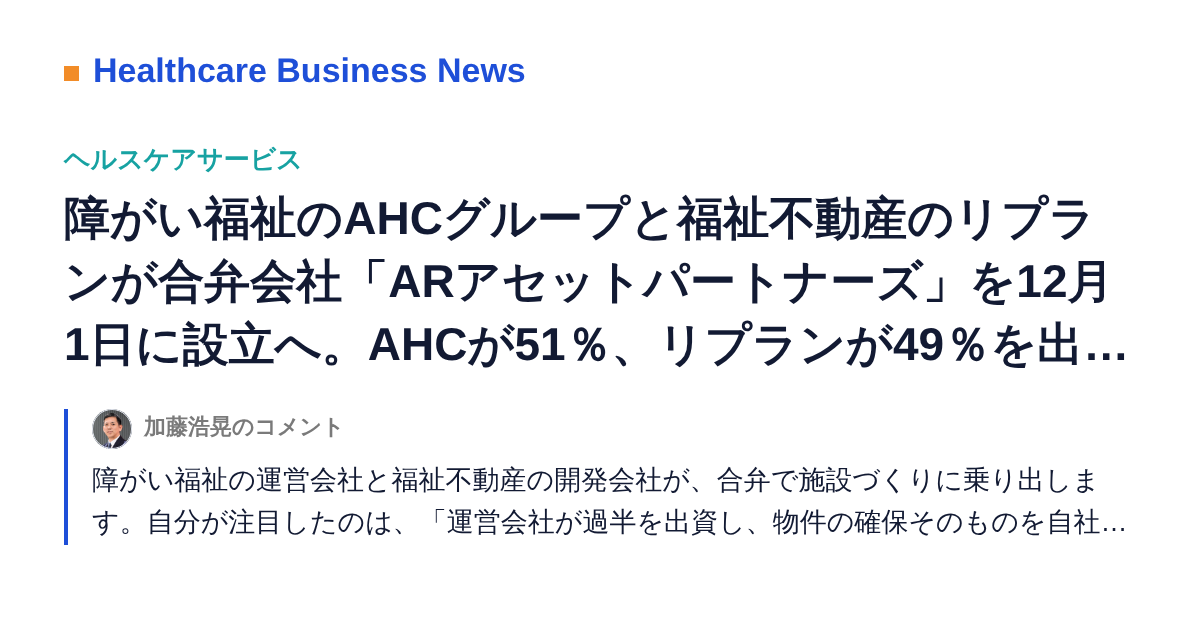 Healthcare Business News
ヘルスケアサービス
障がい福祉のAHCグループと福祉不動産のリプラ
ンが合弁会社「ARアセットパートナーズ」を12月
1日に設立へ。AHCが51％、リプランが49％を出…
加藤浩晃のコメント
障がい福祉の運営会社と福祉不動産の開発会社が、合弁で施設づくりに乗り出しま
す。自分が注目したのは、「運営会社が過半を出資し、物件の確保そのものを自社…